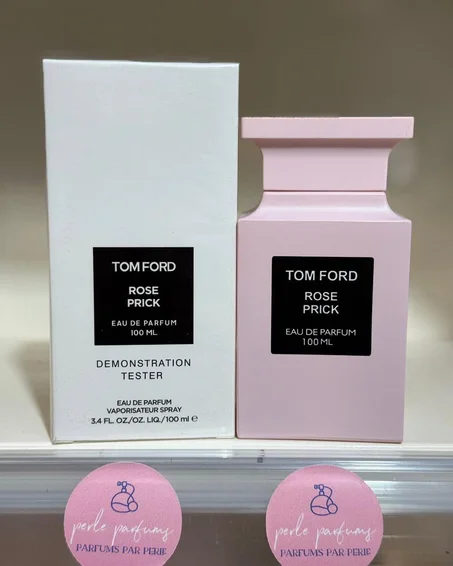 TOM FORD
ROSE
PRICK
EAU DE PARFUM
100 ML
DEMONSTRATION
TESTER
EAU DE PARFUM
VAPORISATEUR SPRAY
3.4 FL. OZ./OZ. LIQ./100 ml ℮
TOM FORD
ROSE
PRICK
EAU DE PARFUM
100 ML
perle parfums
PARFUMS PAR PERLE
perle parfums
PARFUMS PAR PERLE